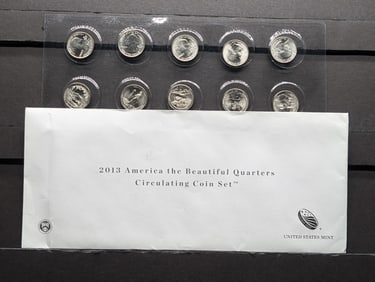 2013 America the Beautiful Quarters
Circulating Coin Set™
UNITED STATES MINT